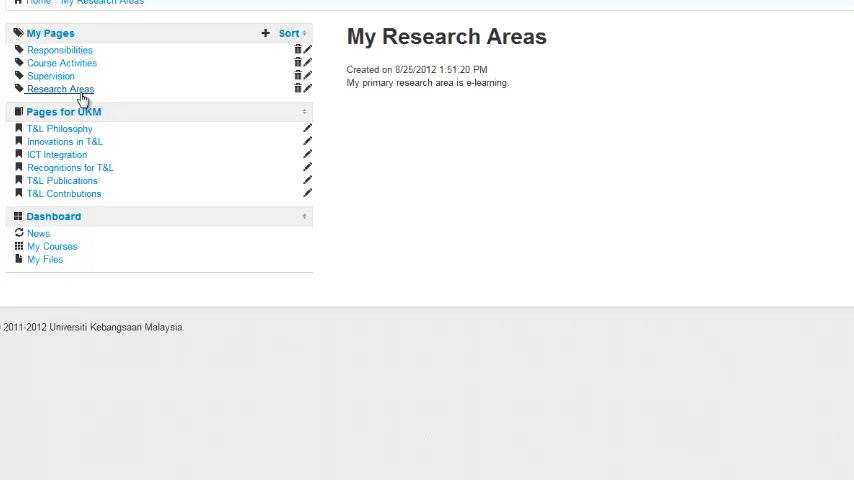 Home My Research Areas
My Pages Sort
Responsibilities
Course Activities
Supervision
Research Areas
Pages for UKM
T&L Philosophy
Innovations in T&L
ICT Integration
Recognitions for T&L
T&L Publications
T&L Contributions
Dashboard
News
My Courses
My Files
My Research Areas
Created on 8/25/2012 1:51:20 PM
My primary research area is e-learning.
2011-2012 Universiti Kebangsaan Malaysia.